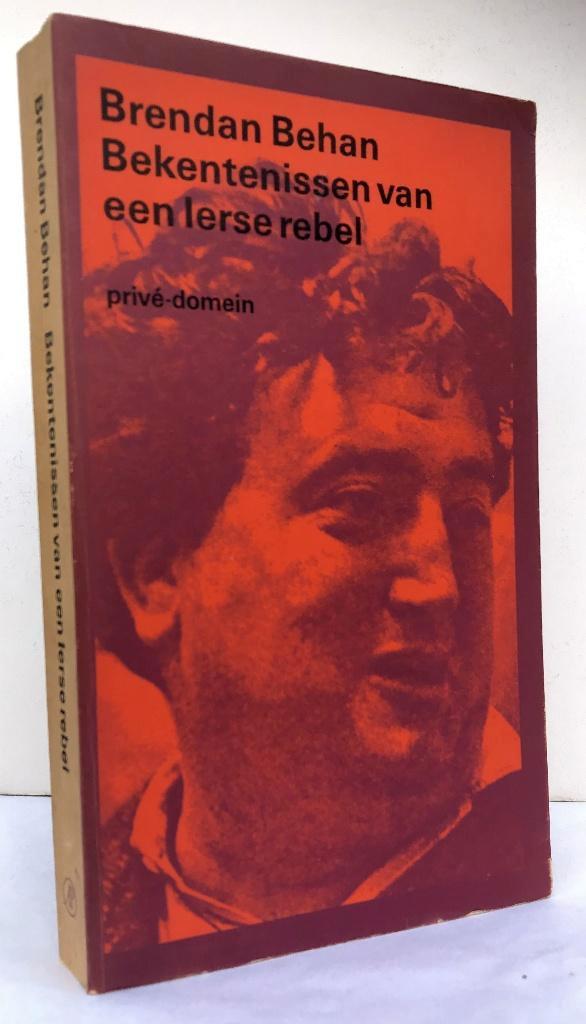 Brendan Behan
Bekentenissen van
een Ierse rebel
privé-domein
Brendan Behan Bekentenissen van een Ierse rebel